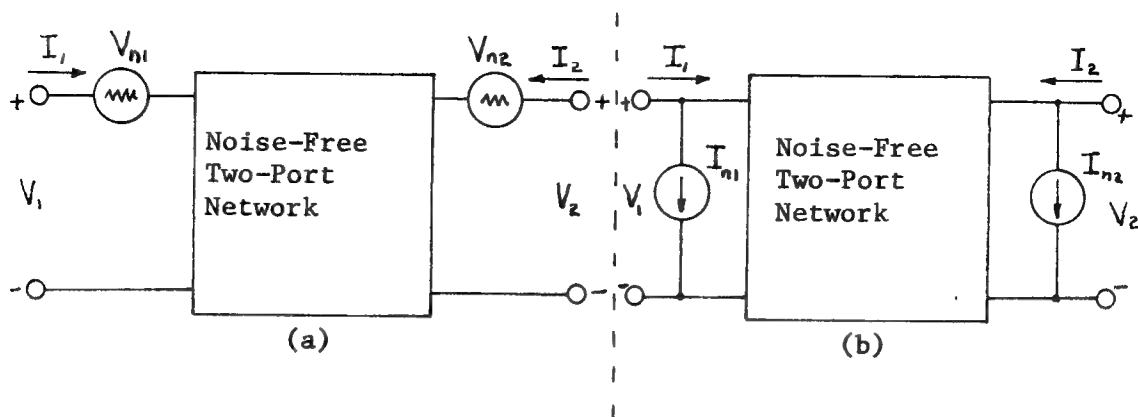 I₁ Vn1 Vn2 I₂
+ +
Noise-Free
Two-Port
Network
V₁ V₂
- -
(a)
I₁ I₂
+ +
Noise-Free
Two-Port
Network
In1 In2
V₁ V₂
- -
(b)